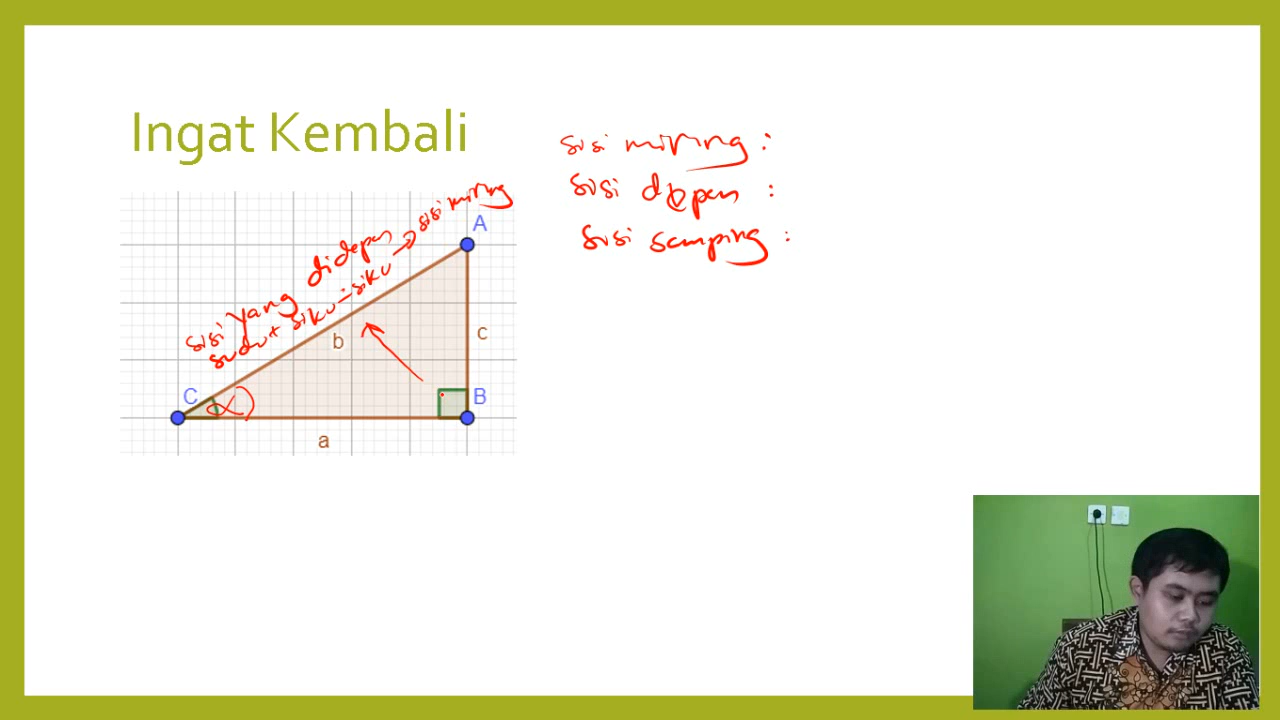 Ingat Kembali
sisi miring :
sisi depan :
sisi samping :
sisi yang didepan
sudut siku-siku → sisi miring
A
b
c
C
α
B
a